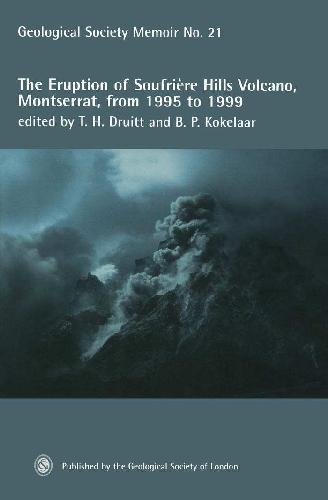 Geological Society Memoir No. 21
The Eruption of Soufrière Hills Volcano,
Montserrat, from 1995 to 1999
edited by T. H. Druitt and B. P. Kokelaar
Published by the Geological Society of London